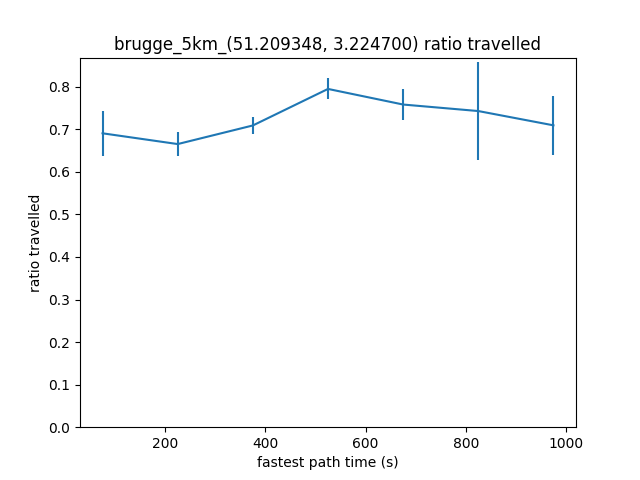 brugge_5km_(51.209348, 3.224700) ratio travelled
ratio travelled
0.8
0.7
0.6
0.5
0.4
0.3
0.2
0.1
0.0
200 400 600 800 1000
fastest path time (s)